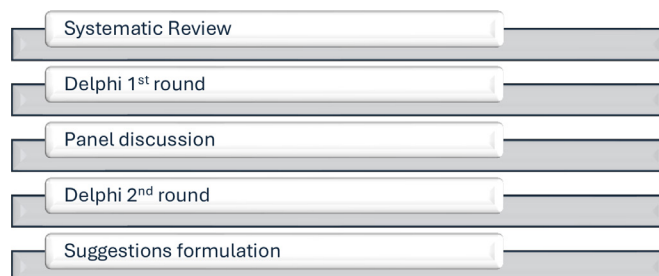 Systematic Review
Delphi 1st round
Panel discussion
Delphi 2nd round
Suggestions formulation